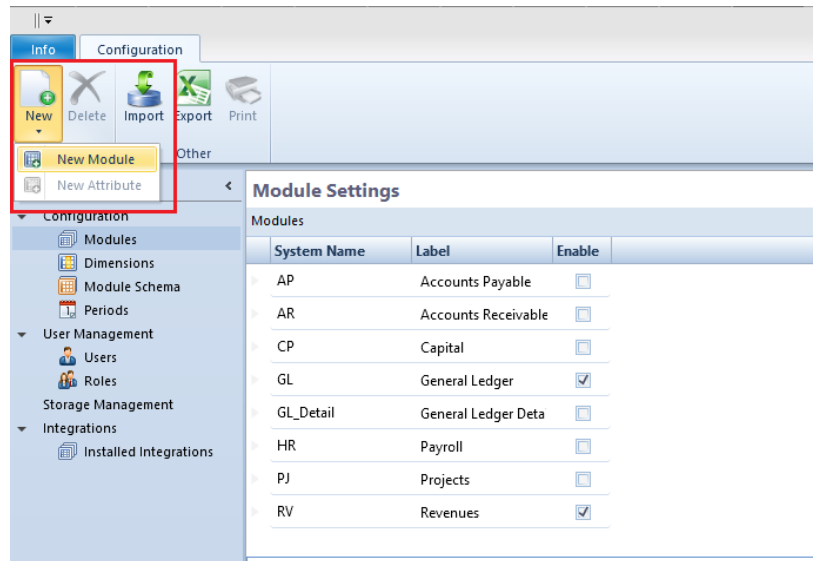 Info Configuration
New Delete Import Export Print
Other
New Module
New Attribute
Configuration
Modules
Dimensions
Module Schema
Periods
User Management
Users
Roles
Storage Management
Integrations
Installed Integrations
Module Settings
Modules
System Name Label Enable
AP Accounts Payable
AR Accounts Receivable
CP Capital
GL General Ledger
GL_Detail General Ledger Deta
HR Payroll
PJ Projects
RV Revenues